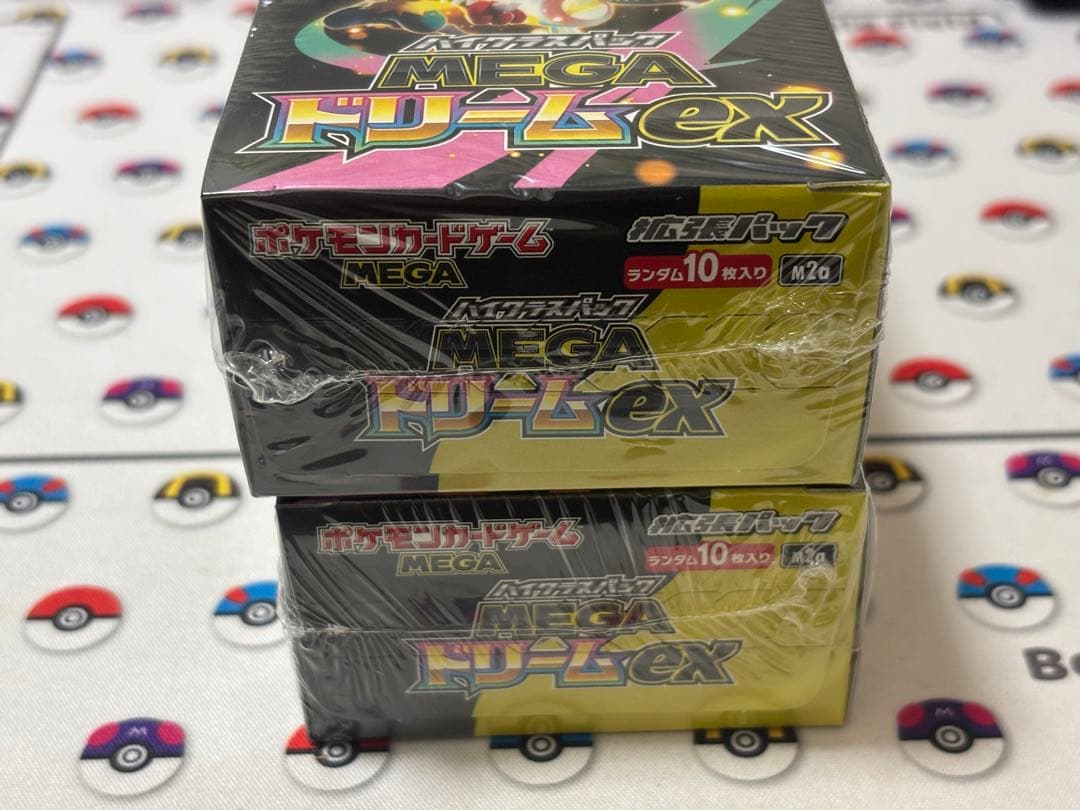 ハイクラスパック
MEGA
ドリームex
ポケモンカードゲーム
MEGA
拡張パック
ランダム10枚入り
M2a
ハイクラスパック
MEGA
ドリームex
ポケモンカードゲーム
MEGA
拡張パック
ランダム10枚入り
M2a
ハイクラスパック
MEGA
ドリームex